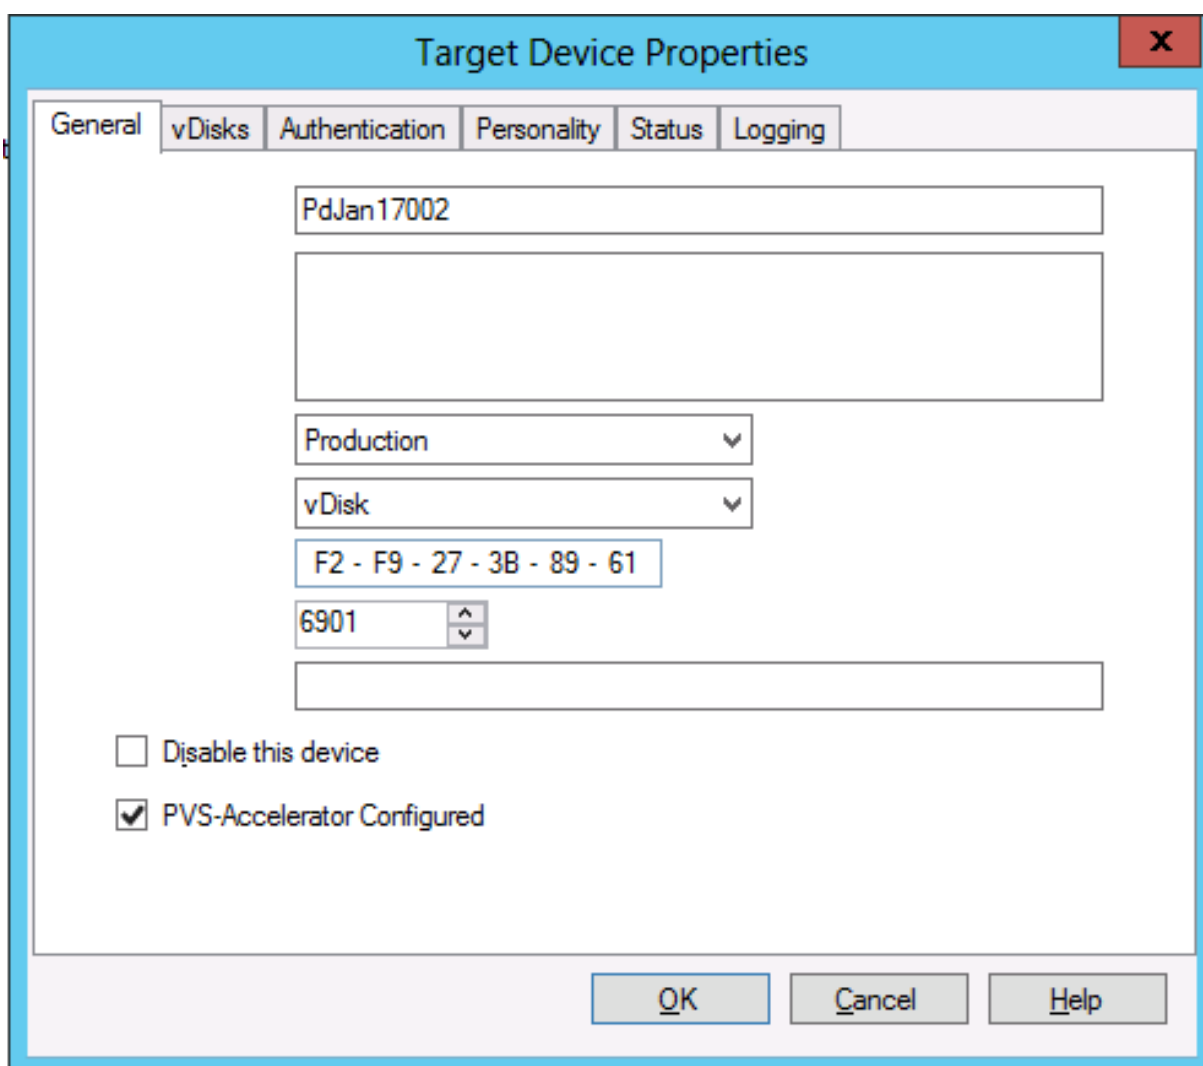 Target Device Properties
x
General vDisks Authentication Personality Status Logging
PdJan17002
Production
vDisk
F2 - F9 - 27 - 3B - 89 - 61
6901
Disable this device
PVS-Accelerator Configured
OK Cancel Help